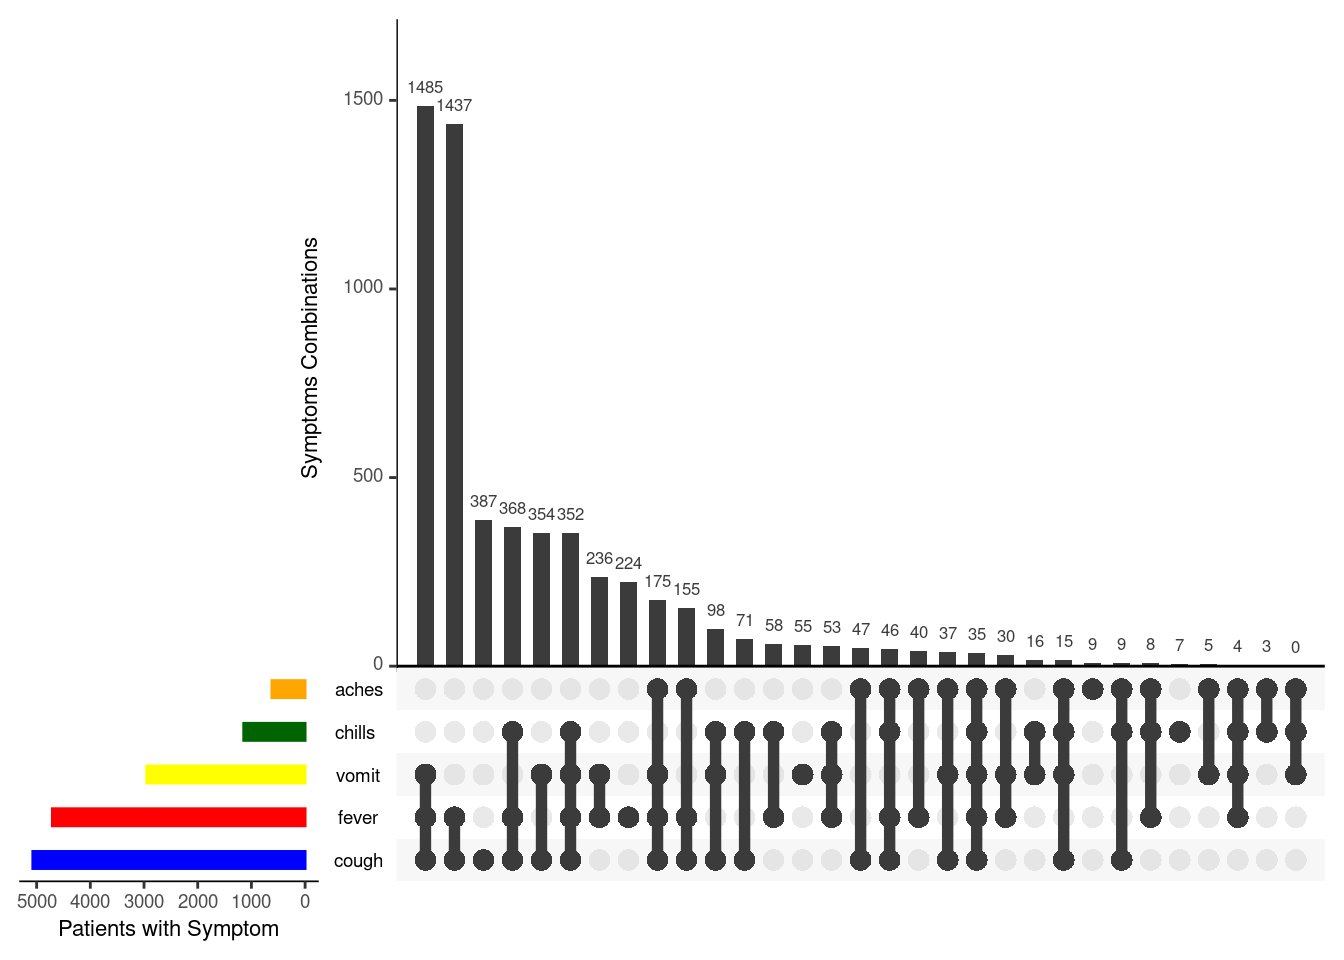 1485
1437
387 368 354 352 236 224 175 155 98 71 58 55 53 47 46 40 37 35 30 16 15 9 9 8 7 5 4 3 0
1500
1000
500
0
Symptoms Combinations
aches
chills
vomit
fever
cough
5000 4000 3000 2000 1000 0
Patients with Symptom